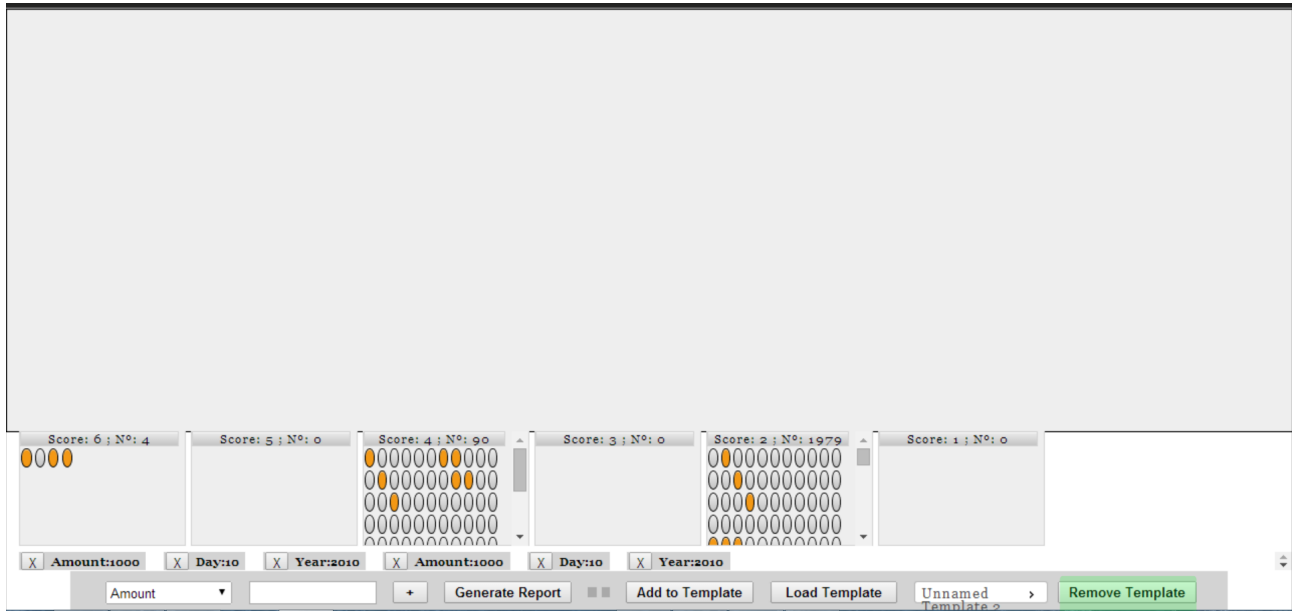 Score: 6 ; Nº: 4 Score: 5 ; Nº: 0 Score: 4 ; Nº: 90 Score: 3 ; Nº: 0 Score: 2 ; Nº: 1979 Score: 1 ; Nº: 0
X Amount:1000 X Day:10 X Year:2010 X Amount:1000 X Day:10 X Year:2010
Amount + Generate Report Add to Template Load Template Unnamed Remove Template
Template 2